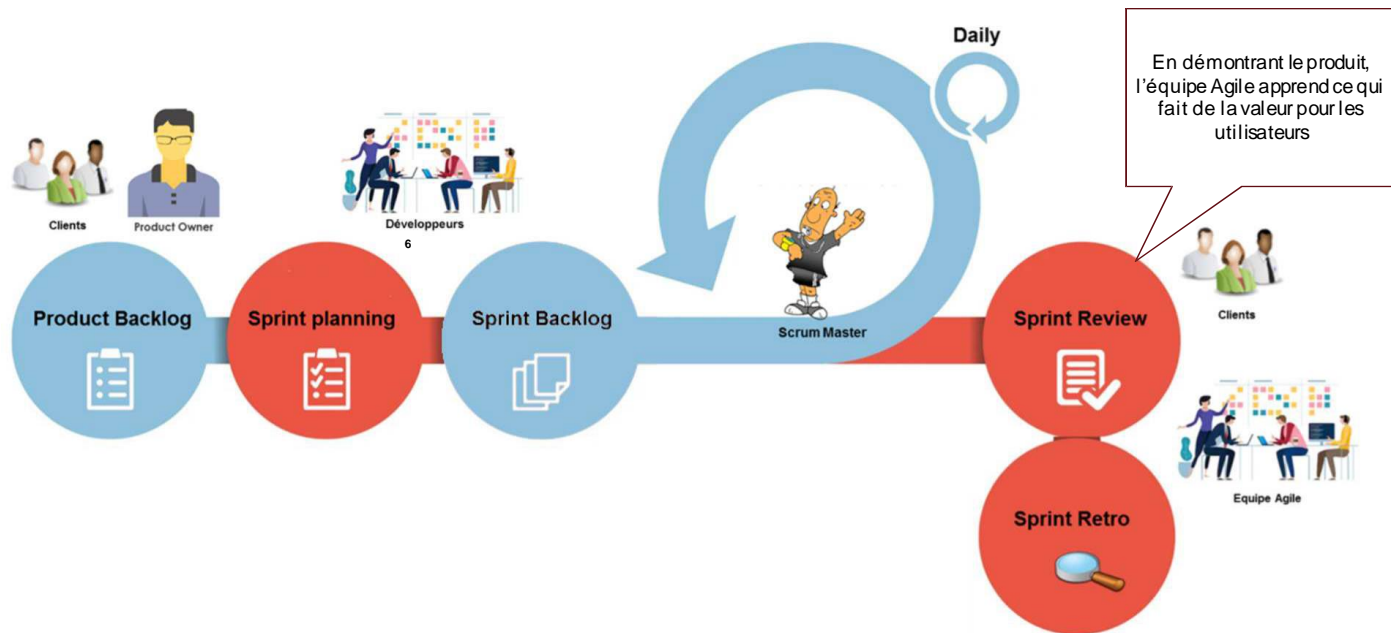 Daily
En démontrant le produit,
l'équipe Agile apprend ce qui
fait de la valeur pour les
utilisateurs
Clients
Product Owner
Développeurs
6
Product Backlog
Sprint planning
Sprint Backlog
Scrum Master
Sprint Review
Clients
Equipe Agile
Sprint Retro